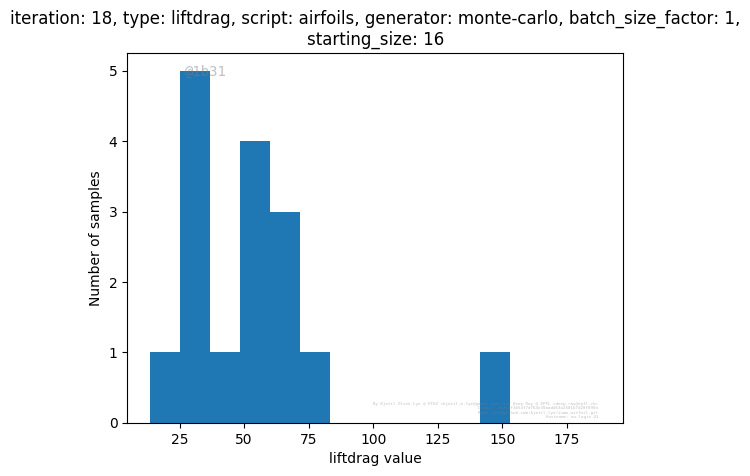 iteration: 18, type: liftdrag, script: airfoils, generator: monte-carlo, batch_size_factor: 1,
starting_size: 16
@1b31
5
4
3
2
1
0
Number of samples
25 50 75 100 125 150 175
liftdrag value